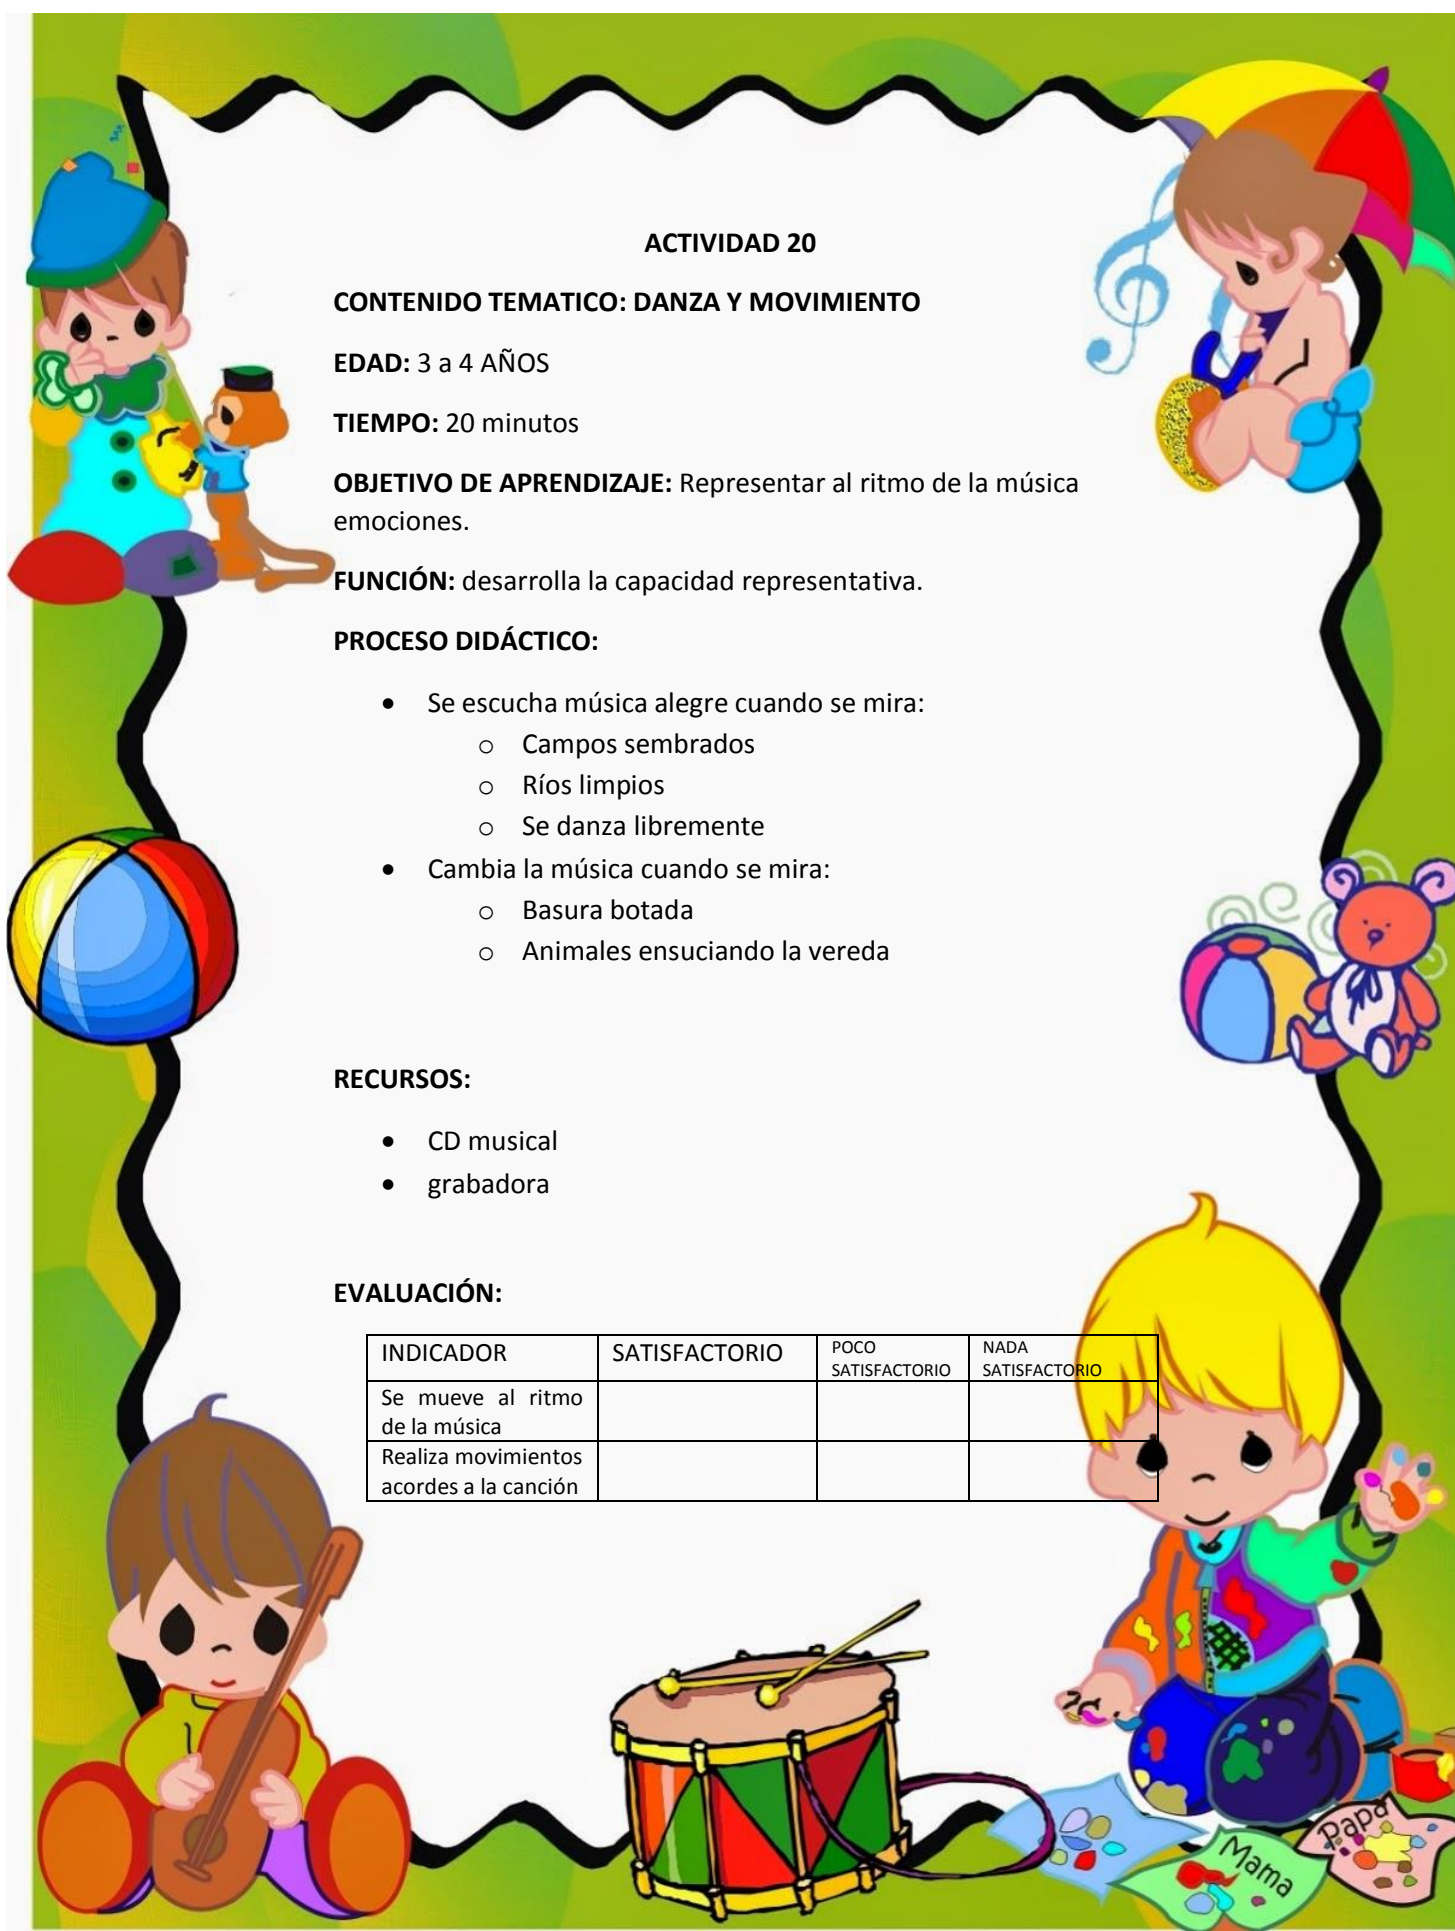 ACTIVIDAD 20
CONTENIDO TEMATICO: DANZA Y MOVIMIENTO
EDAD: 3 a 4 AÑOS
TIEMPO: 20 minutos
OBJETIVO DE APRENDIZAJE: Representar al ritmo de la música
emociones.
FUNCIÓN: desarrolla la capacidad representativa.
PROCESO DIDÁCTICO:
• Se escucha música alegre cuando se mira:
o Campos sembrados
o Ríos limpios
o Se danza libremente
• Cambia la música cuando se mira:
o Basura botada
o Animales ensuciando la vereda
RECURSOS:
• CD musical
• grabadora
EVALUACIÓN:
INDICADOR SATISFACTORIO POCO SATISFACTORIO NADA SATISFACTORIO
Se mueve al ritmo
de la música
Realiza movimientos
acordes a la canción
Papa
Mama